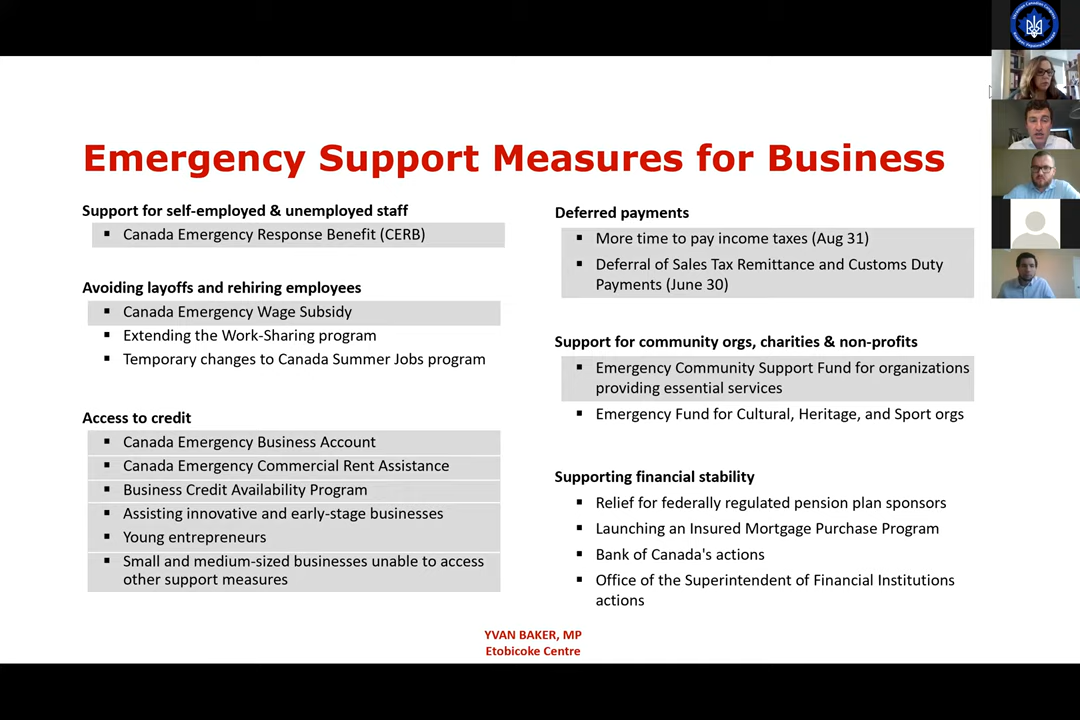 Emergency Support Measures for Business
Support for self-employed & unemployed staff
▪ Canada Emergency Response Benefit (CERB)
Avoiding layoffs and rehiring employees
▪ Canada Emergency Wage Subsidy
▪ Extending the Work-Sharing program
▪ Temporary changes to Canada Summer Jobs program
Access to credit
▪ Canada Emergency Business Account
▪ Canada Emergency Commercial Rent Assistance
▪ Business Credit Availability Program
▪ Assisting innovative and early-stage businesses
▪ Young entrepreneurs
▪ Small and medium-sized businesses unable to access
other support measures
Deferred payments
▪ More time to pay income taxes (Aug 31)
▪ Deferral of Sales Tax Remittance and Customs Duty
Payments (June 30)
Support for community orgs, charities & non-profits
▪ Emergency Community Support Fund for organizations
providing essential services
▪ Emergency Fund for Cultural, Heritage, and Sport orgs
Supporting financial stability
▪ Relief for federally regulated pension plan sponsors
▪ Launching an Insured Mortgage Purchase Program
▪ Bank of Canada's actions
▪ Office of the Superintendent of Financial Institutions
actions
YVAN BAKER, MP
Etobicoke Centre